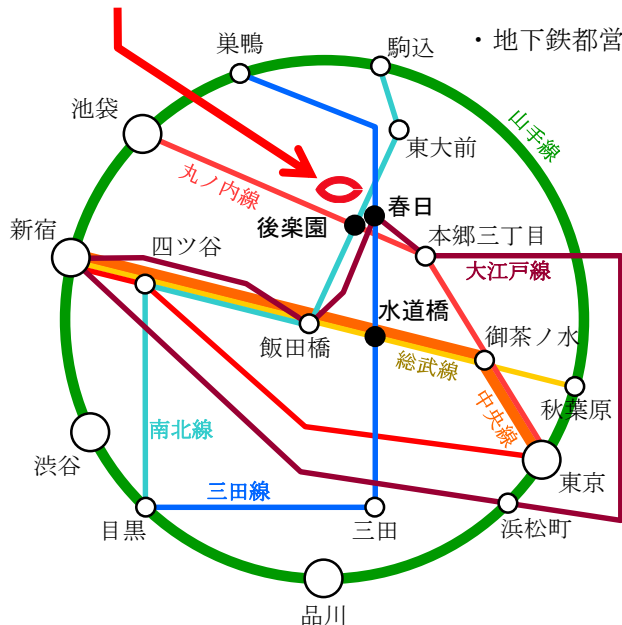 ・地下鉄都営
巣鴨
駒込
池袋
東大前
山手線
丸ノ内線
春日
後楽園
新宿
四ツ谷
本郷三丁目
大江戸線
水道橋
飯田橋
御茶ノ水
総武線
秋葉原
中央線
南北線
渋谷
東京
三田線
目黒
三田
浜松町
品川